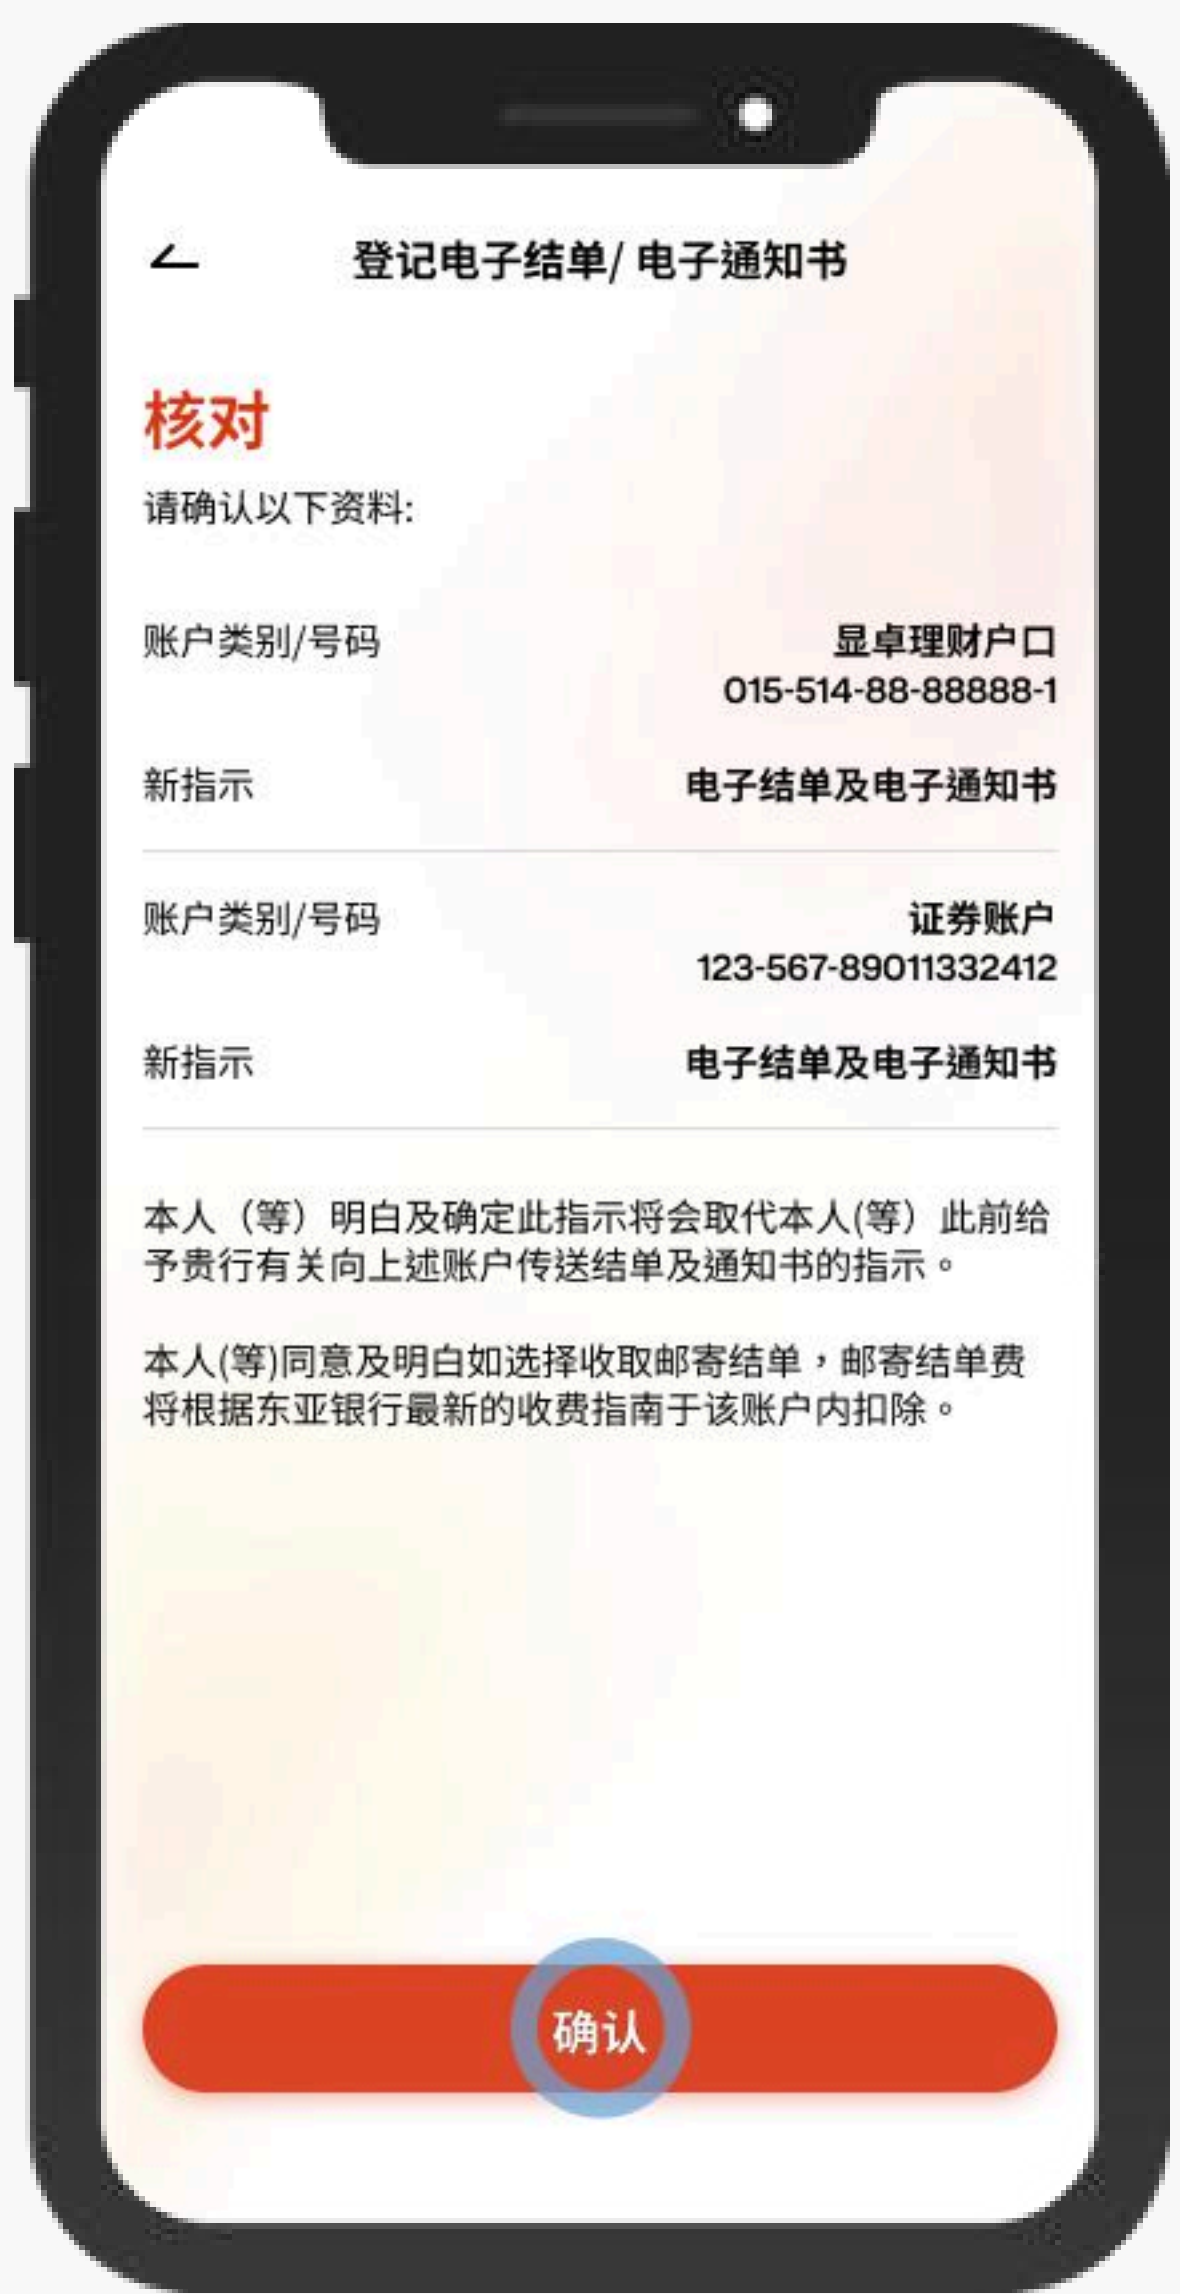 登记电子结单/ 电子通知书
核对
请确认以下资料:
账户类别/号码 显卓理财户口
015-514-88-88888-1
新指示 电子结单及电子通知书
账户类别/号码 证券账户
123-567-89011332412
新指示 电子结单及电子通知书
本人（等）明白及确定此指示将会取代本人(等）此前给
予贵行有关向上述账户传送结单及通知书的指示。
本人(等)同意及明白如选择收取邮寄结单，邮寄结单费
将根据东亚银行最新的收费指南于该账户内扣除。
确认